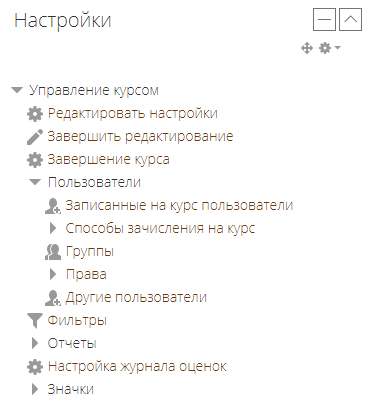 Настройки
Управление курсом
Редактировать настройки
Завершить редактирование
Завершение курса
Пользователи
Записанные на курс пользователи
Способы зачисления на курс
Группы
Права
Другие пользователи
Фильтры
Отчеты
Настройка журнала оценок
Значки